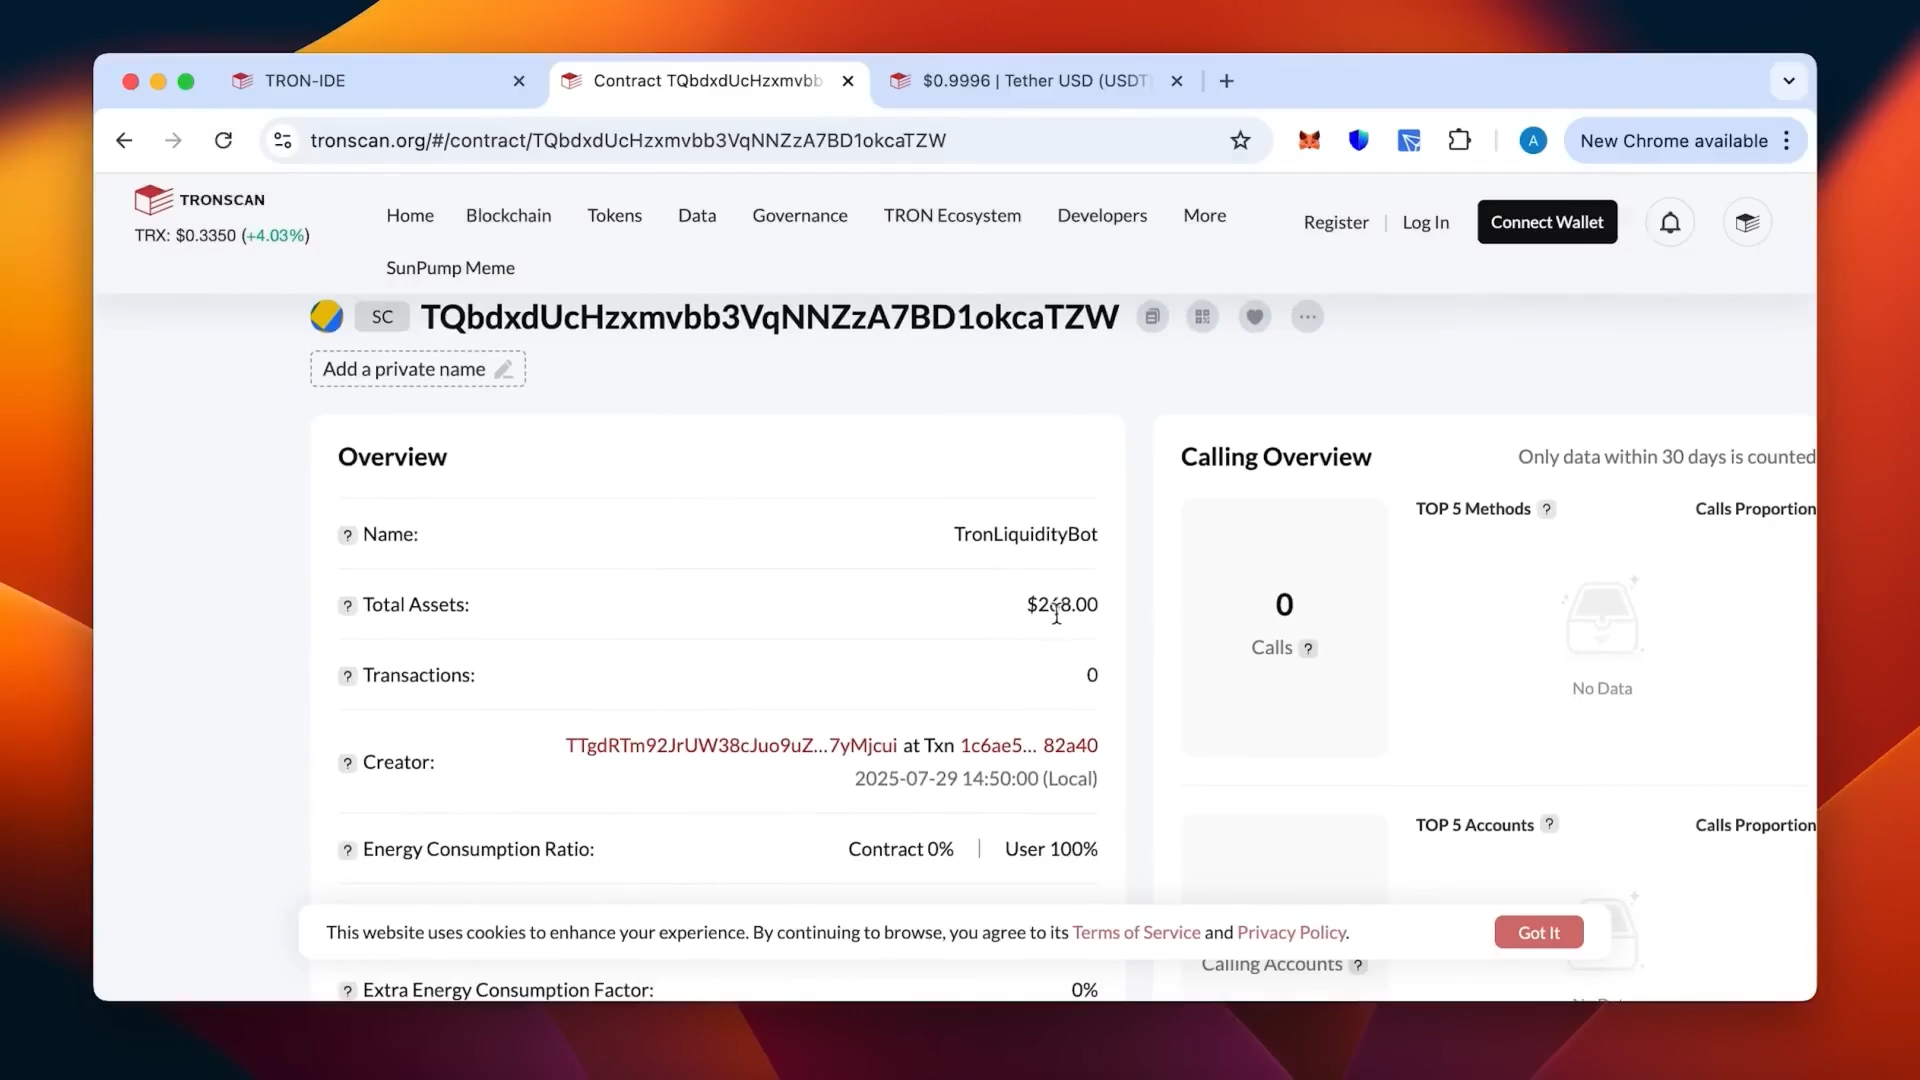 TRON-IDE
Contract TQbdxdUcHzxmvbb
$0.9996 | Tether USD (USDT)
tronscan.org/#/contract/TQbdxdUcHzxmvbb3VqNNZzA7BD1okcaTZW
A
New Chrome available
TRONSCAN
TRX: $0.3350 (+4.03%)
Home
Blockchain
Tokens
Data
Governance
TRON Ecosystem
Developers
More
SunPump Meme
Register
Log In
Connect Wallet
SC
TQbdxdUcHzxmvbb3VqNNZzA7BD1okcaTZW
Add a private name
Overview
? Name:
TronLiquidityBot
? Total Assets:
? Transactions:
0
? Creator:
TTgdRTm92JrUW38cJuo9uZ...7yMjcui at Txn 1c6ae5... 82a40
2025-07-29 14:50:00 (Local)
? Energy Consumption Ratio:
Contract 0% | User 100%
? Extra Energy Consumption Factor:
0%
Calling Overview
Only data within 30 days is counted
0
Calls ?
TOP 5 Methods ?
Calls Proportion
No Data
TOP 5 Accounts ?
Calls Proportion
Calling Accounts ?
This website uses cookies to enhance your experience. By continuing to browse, you agree to its Terms of Service and Privacy Policy.
Got It